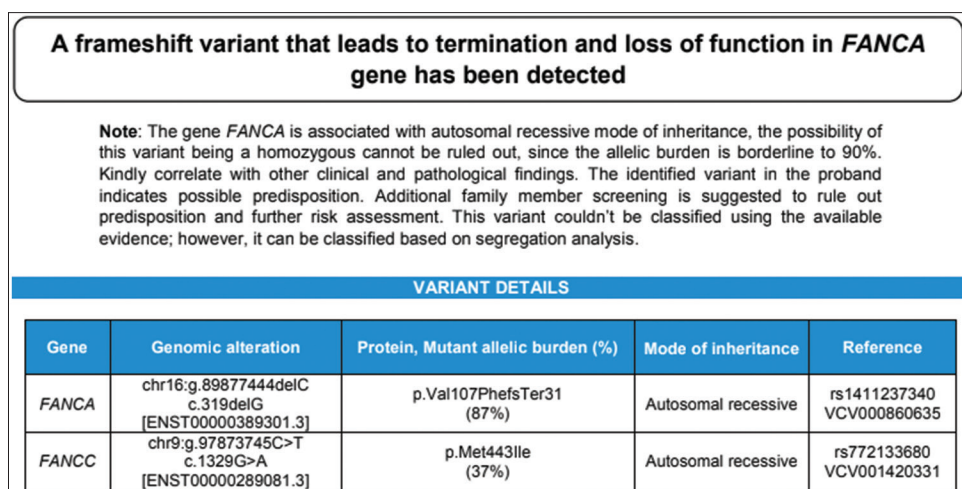 A frameshift variant that leads to termination and loss of function in FANCA
gene has been detected
Note: The gene FANCA is associated with autosomal recessive mode of inheritance, the possibility of
this variant being a homozygous cannot be ruled out, since the allelic burden is borderline to 90%.
Kindly correlate with other clinical and pathological findings. The identified variant in the proband
indicates possible predisposition. Additional family member screening is suggested to rule out
predisposition and further risk assessment. This variant couldn't be classified using the available
evidence; however, it can be classified based on segregation analysis.
VARIANT DETAILS
Gene Genomic alteration Protein, Mutant allelic burden (%) Mode of inheritance Reference
FANCA
chr16:g.89877444delC
c.319delG
[ENST00000389301.3]
p.Val107PhefsTer31
(87%)
Autosomal recessive
rs1411237340
VCV000860635
FANCC
chr9:g.97873745C>T
c.1329G>A
[ENST00000289081.3]
p.Met443Ile
(37%)
Autosomal recessive
rs772133680
VCV001420331